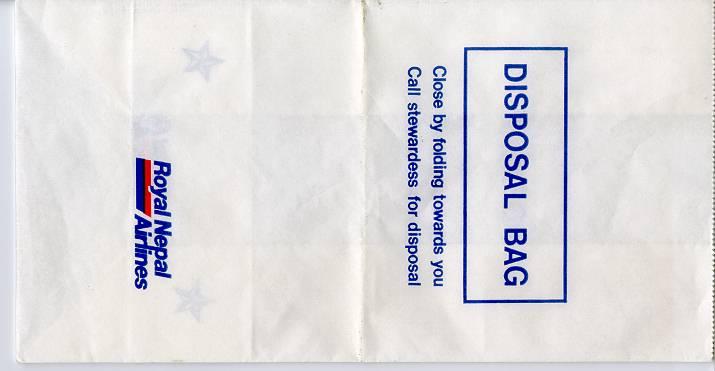 DISPOSAL BAG
Close by folding towards you
Call stewardess for disposal
Royal Nepal
Airlines